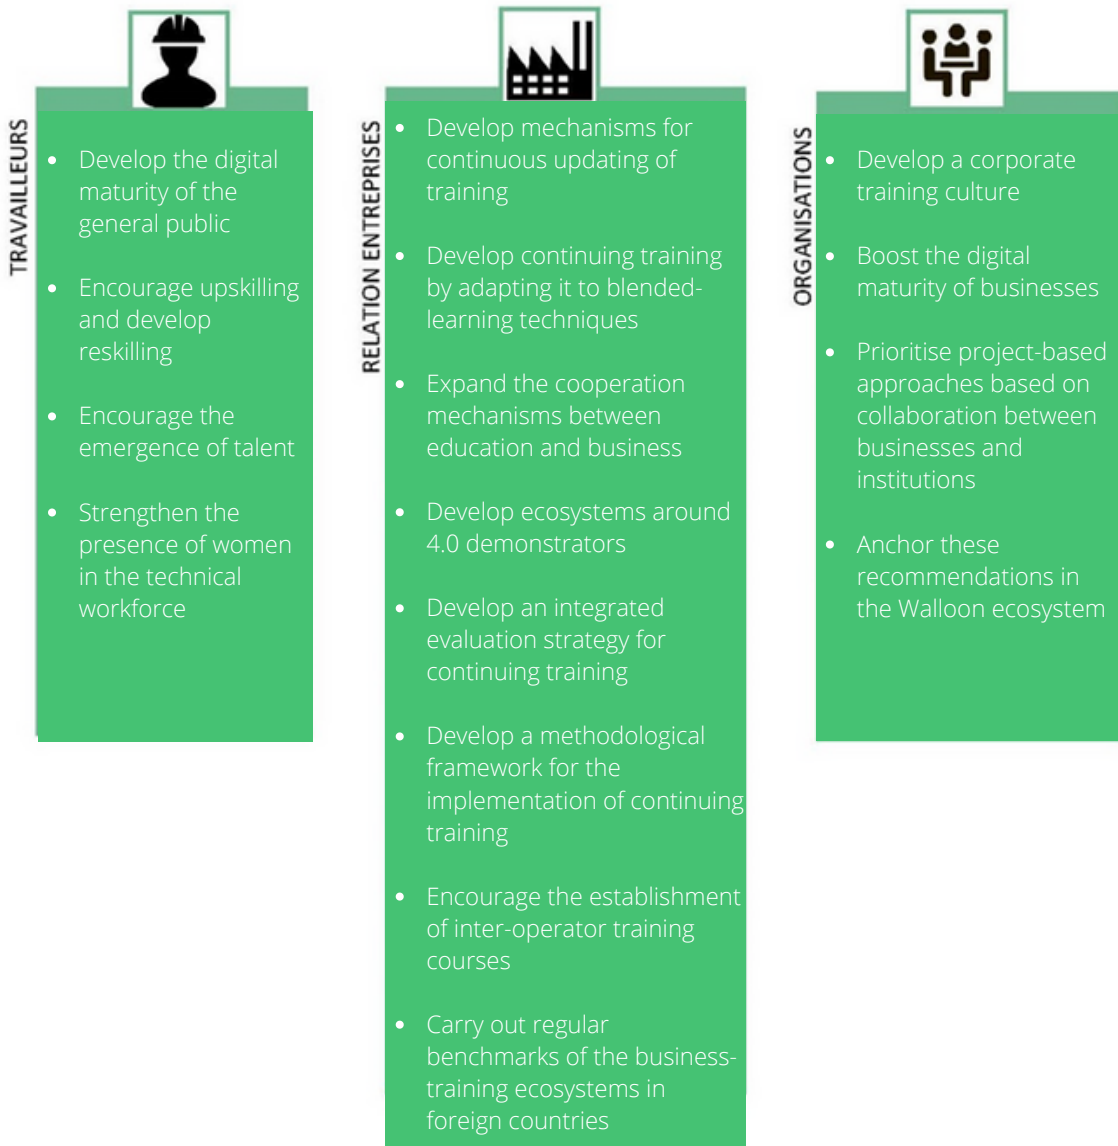 TRAVAILLEURS
• Develop the digital
maturity of the
general public
• Encourage upskilling
and develop
reskilling
• Encourage the
emergence of talent
• Strengthen the
presence of women
in the technical
workforce
RELATION ENTREPRISES
• Develop mechanisms for
continuous updating of
training
• Develop continuing training
by adapting it to blended-
learning techniques
• Expand the cooperation
mechanisms between
education and business
• Develop ecosystems around
4.0 demonstrators
• Develop an integrated
evaluation strategy for
continuing training
• Develop a methodological
framework for the
implementation of continuing
training
• Encourage the establishment
of inter-operator training
courses
• Carry out regular
benchmarks of the business-
training ecosystems in
foreign countries
ORGANISATIONS
• Develop a corporate
training culture
• Boost the digital
maturity of businesses
• Prioritise project-based
approaches based on
collaboration between
businesses and
institutions
• Anchor these
recommendations in
the Walloon ecosystem